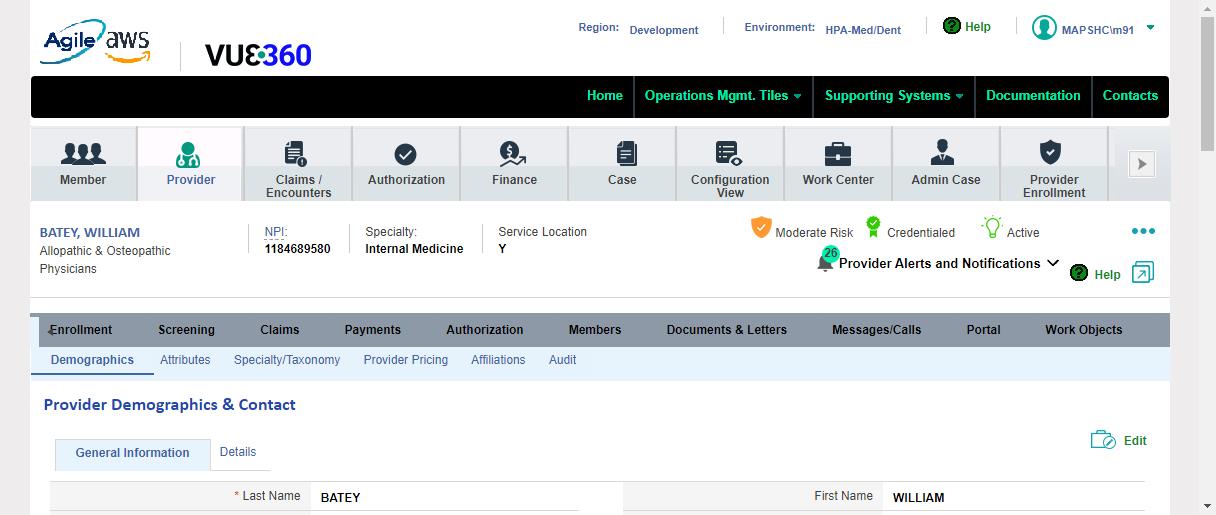 Agile aws
VUE360
Region: Development
Environment: HPA-Med/Dent
? Help
MAPSHC\m91
Home
Operations Mgmt. Tiles
Supporting Systems
Documentation
Contacts
Member
Provider
Claims /
Encounters
Authorization
Finance
Case
Configuration
View
Work Center
Admin Case
Provider
Enrollment
BATEY, WILLIAM
Allopathic & Osteopathic
Physicians
NPI:
1184689580
Specialty:
Internal Medicine
Service Location
Y
Moderate Risk
Credentialed
Active
26
Provider Alerts and Notifications
? Help
Enrollment
Screening
Claims
Payments
Authorization
Members
Documents & Letters
Messages/Calls
Portal
Work Objects
Demographics
Attributes
Specialty/Taxonomy
Provider Pricing
Affiliations
Audit
Provider Demographics & Contact
Edit
General Information
Details
* Last Name BATEY
First Name WILLIAM